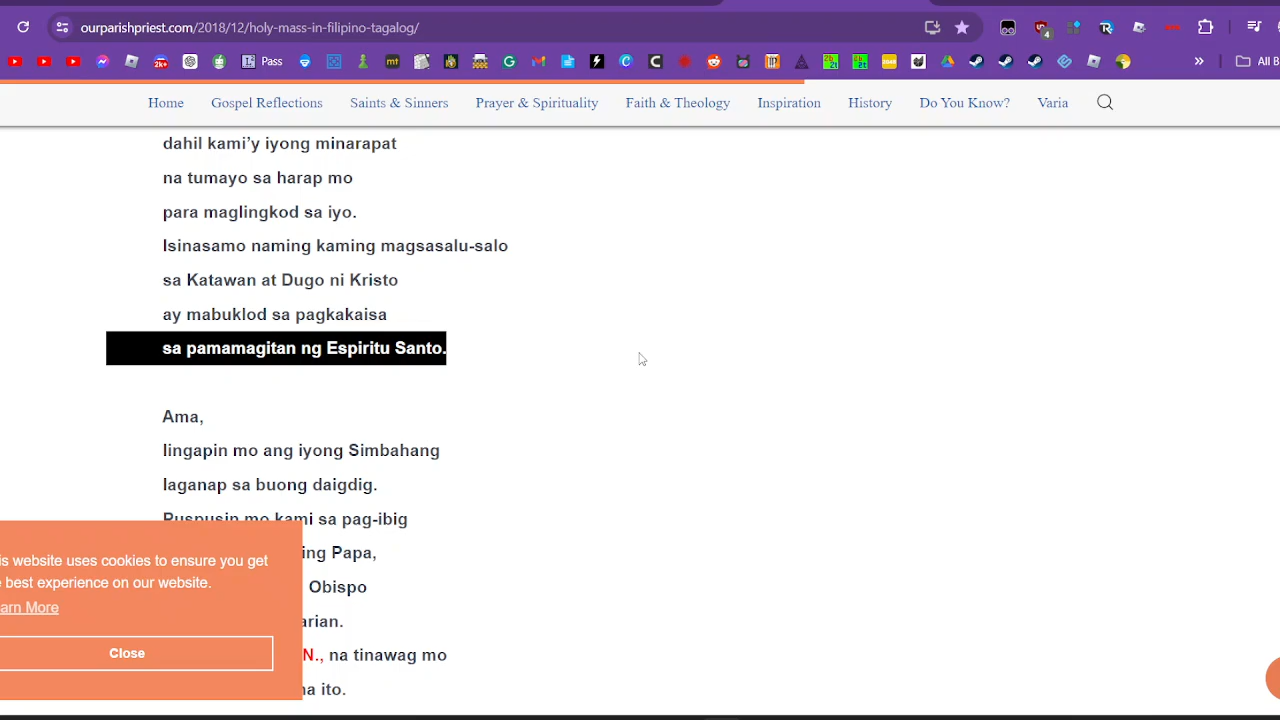 ourparishpriest.com/2018/12/holy-mass-in-filipino-tagalog/
4
2k+ Pass mt All B
Home Gospel Reflections Saints & Sinners Prayer & Spirituality Faith & Theology Inspiration History Do You Know? Varia
dahil kami’y iyong minarapat
na tumayo sa harap mo
para maglingkod sa iyo.
Isinasamo naming kaming magsasalu-salo
sa Katawan at Dugo ni Kristo
ay mabuklod sa pagkakaisa
sa pamamagitan ng Espiritu Santo.
Ama,
lingapin mo ang iyong Simbahang
laganap sa buong daigdig.
Puspusin mo kami sa pag-ibig
ing Papa,
Obispo
arian.
N., na tinawag mo
na ito.
is website uses cookies to ensure you get
e best experience on our website.
arn More
Close